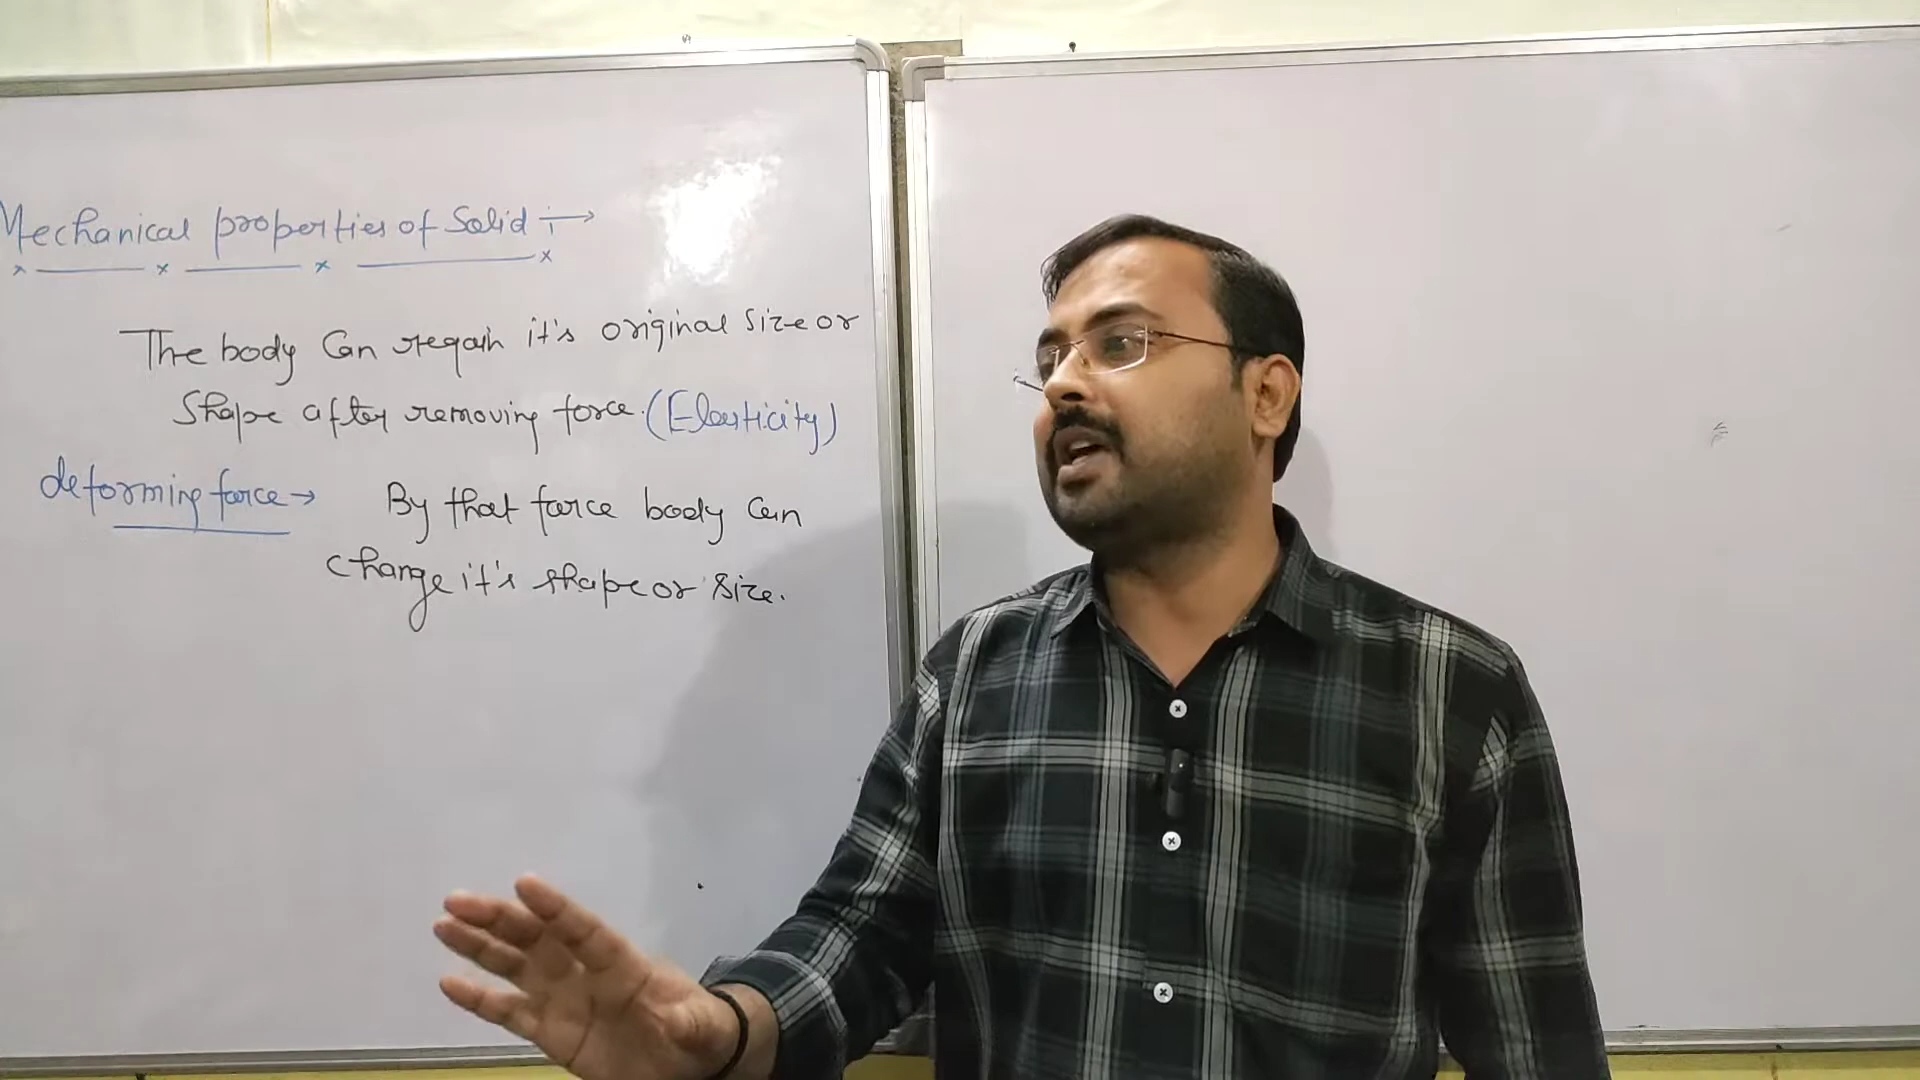 Mechanical properties of Solid :→
The body Can regain it's original Size or
Shape after removing force. (Elasticity)
deforming force → By that force body Can
change it's shape or size.